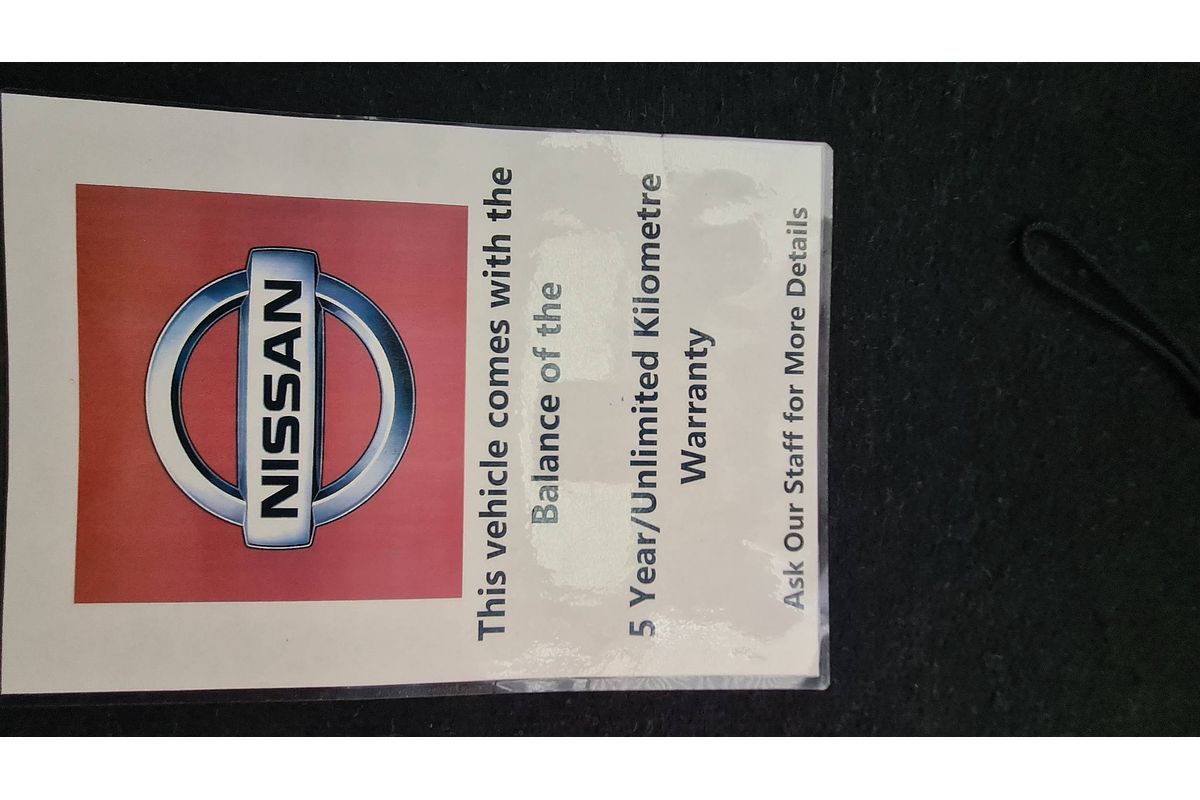 NISSAN
This vehicle comes with the
Balance of the
5 Year/Unlimited Kilometre
Warranty
Ask Our Staff for More Details